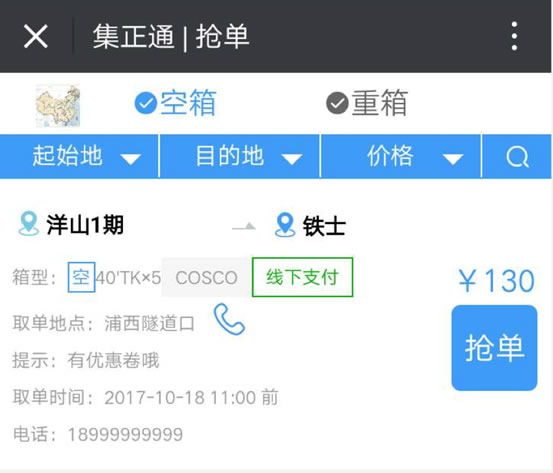 集正通 | 抢单
空箱 重箱
起始地 目的地 价格
洋山1期 铁士
箱型: 空 40'TK×5 COSCO 线下支付 ￥130
取单地点: 浦西隧道口
抢单
提示: 有优惠卷哦
取单时间: 2017-10-18 11:00 前
电话: 18999999999